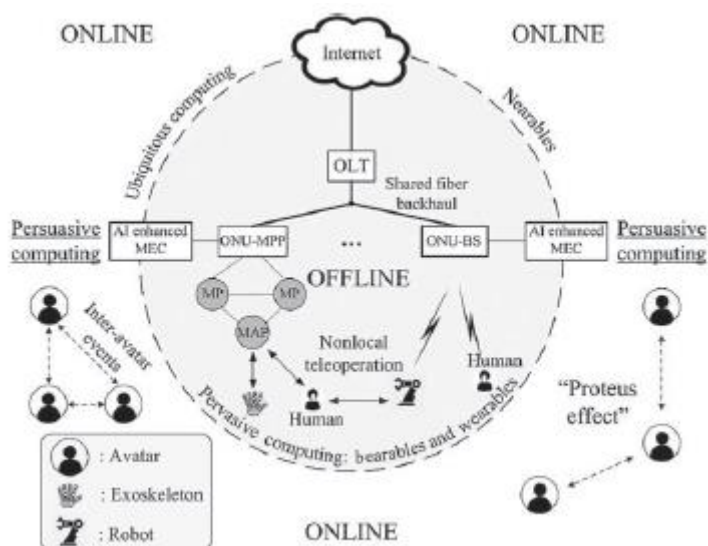 ONLINE
ONLINE
Internet
Ubiquitous computing
Nearables
OLT
Shared fiber
backhaul
Persuasive
computing
AI enhanced
MEC
ONU-MPP
...
ONU-BS
AI enhanced
MEC
Persuasive
computing
OFFLINE
MP
MP
MAP
Inter-avatar
events
Nonlocal
teleoperation
Human
Human
"Proteus
effect"
Pervasive computing: bearables and wearables
: Avatar
: Exoskeleton
: Robot
ONLINE